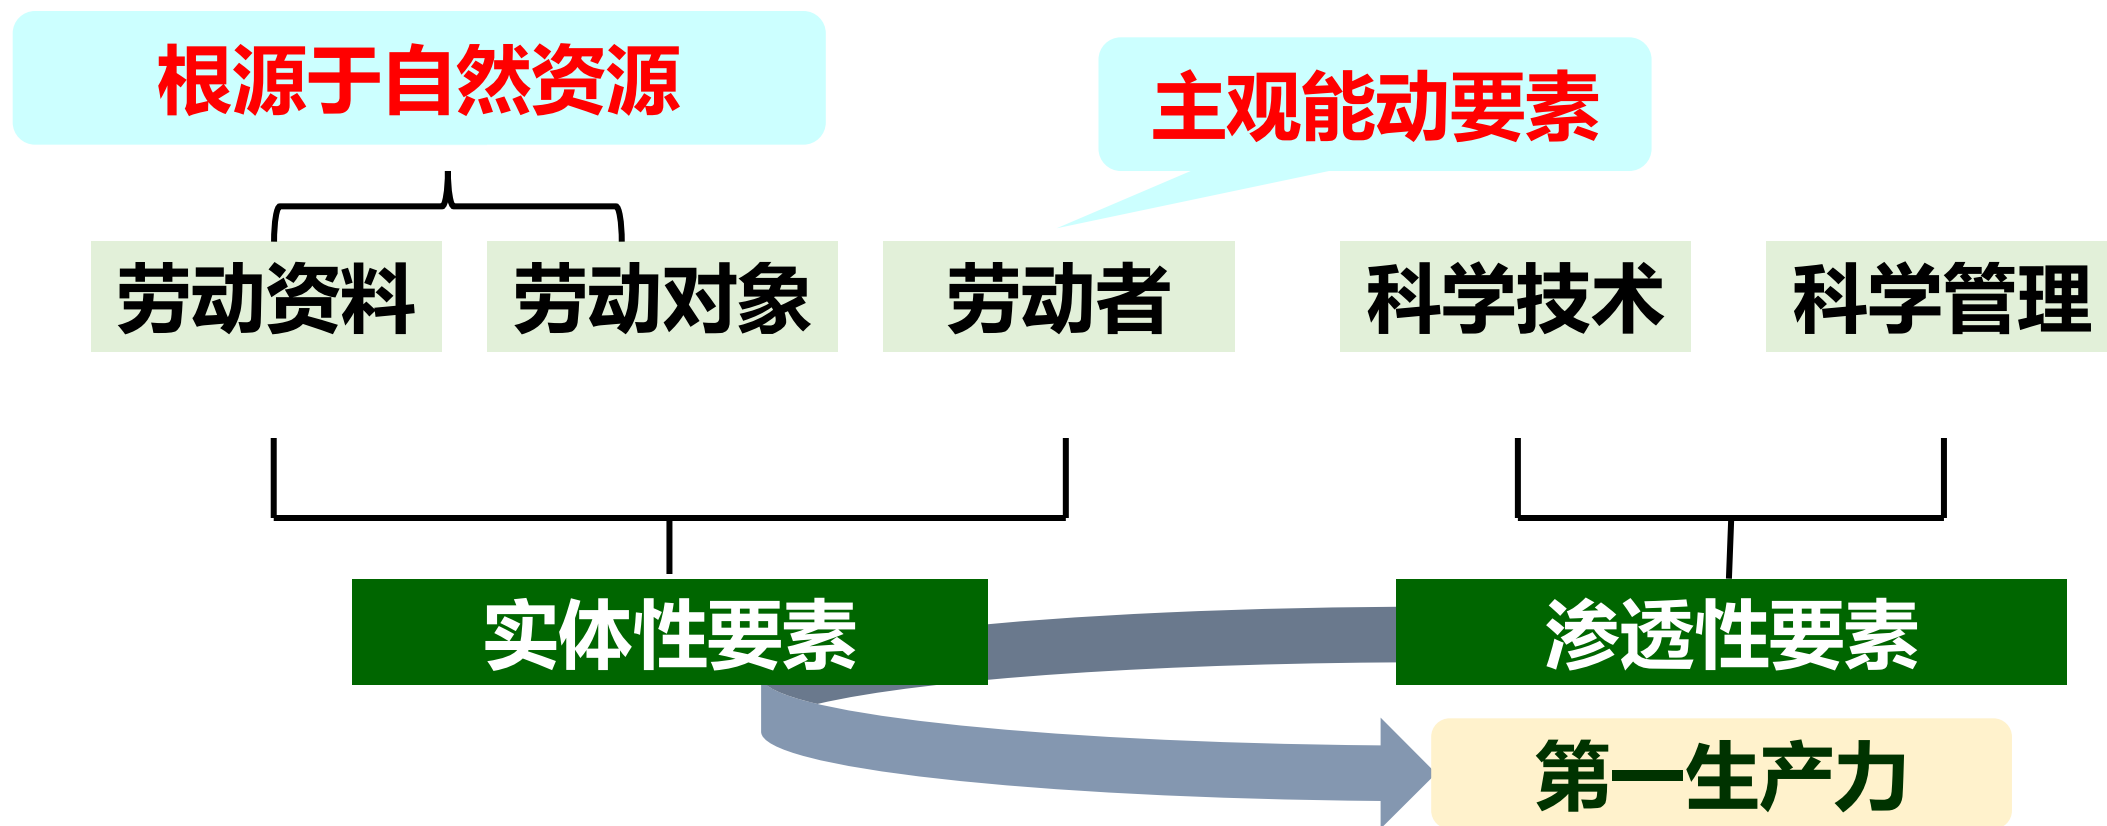 根源于自然资源
主观能动要素
劳动资料
劳动对象
劳动者
科学技术
科学管理
实体性要素
渗透性要素
第一生产力